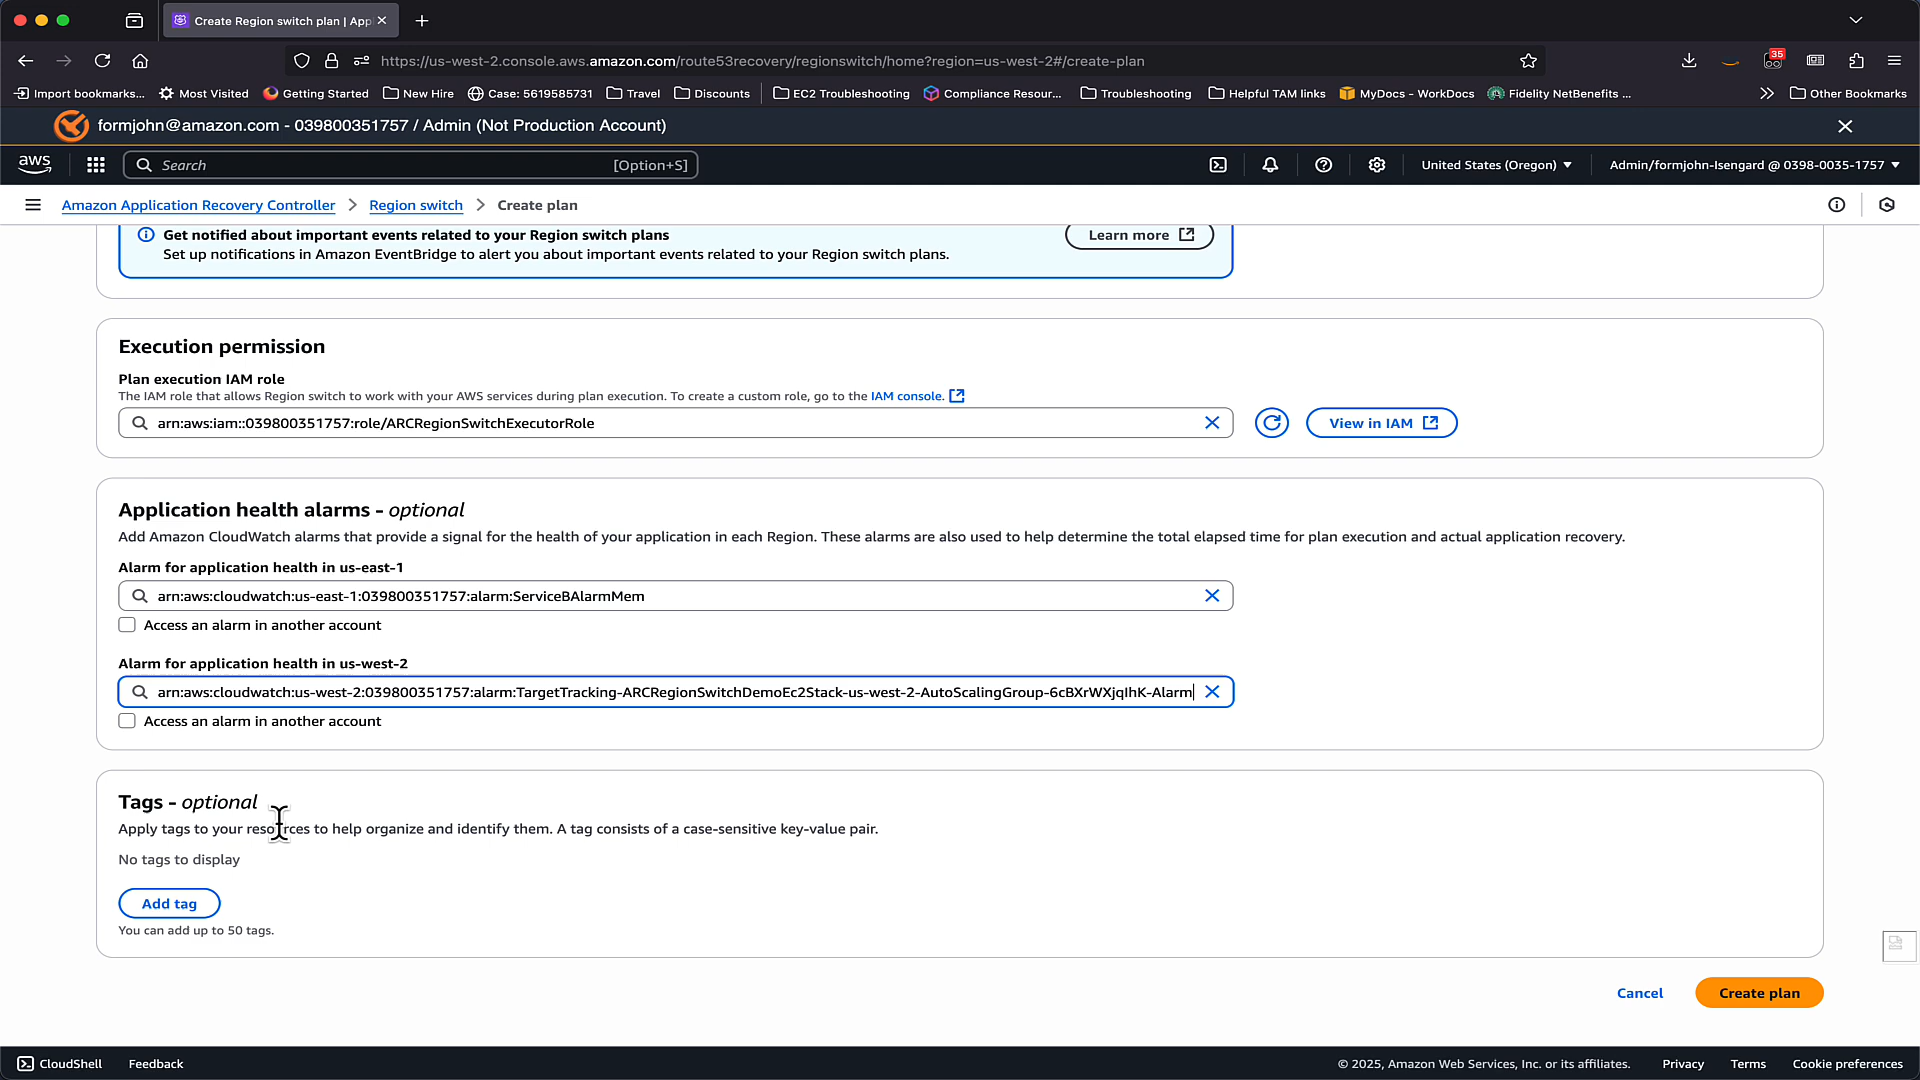 Create Region switch plan | App
https://us-west-2.console.aws.amazon.com/route53recovery/regionswitch/home?region=us-west-2#/create-plan
35
Import bookmarks... Most Visited Getting Started New Hire Case: 5619585731 Travel Discounts EC2 Troubleshooting Compliance Resour... Troubleshooting Helpful TAM links MyDocs - WorkDocs Fidelity NetBenefits ... Other Bookmarks
formjohn@amazon.com - 039800351757 / Admin (Not Production Account)
aws Search [Option+S] United States (Oregon) Admin/formjohn-Isengard @ 0398-0035-1757
Amazon Application Recovery Controller > Region switch > Create plan
Get notified about important events related to your Region switch plans
Learn more
Set up notifications in Amazon EventBridge to alert you about important events related to your Region switch plans.
Execution permission
Plan execution IAM role
The IAM role that allows Region switch to work with your AWS services during plan execution. To create a custom role, go to the IAM console.
arn:aws:iam::039800351757:role/ARCRegionSwitchExecutorRole
View in IAM
Application health alarms - optional
Add Amazon CloudWatch alarms that provide a signal for the health of your application in each Region. These alarms are also used to help determine the total elapsed time for plan execution and actual application recovery.
Alarm for application health in us-east-1
arn:aws:cloudwatch:us-east-1:039800351757:alarm:ServiceBAlarmMem
Access an alarm in another account
Alarm for application health in us-west-2
arn:aws:cloudwatch:us-west-2:039800351757:alarm:TargetTracking-ARCRegionSwitchDemoEc2Stack-us-west-2-AutoScalingGroup-6cBXrWXjqIhK-Alarm
Access an alarm in another account
Tags - optional
Apply tags to your resources to help organize and identify them. A tag consists of a case-sensitive key-value pair.
No tags to display
Add tag
You can add up to 50 tags.
Cancel
Create plan
CloudShell Feedback © 2025, Amazon Web Services, Inc. or its affiliates. Privacy Terms Cookie preferences